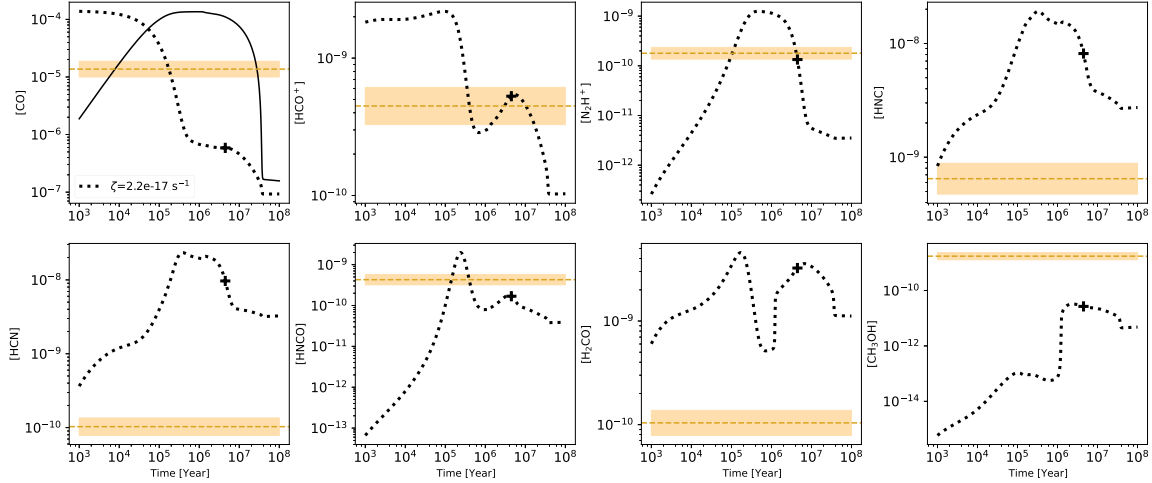 [CO]
10⁻⁴
10⁻⁵
10⁻⁶
10⁻⁷
ζ=2.2e-17 s⁻¹
10³ 10⁴ 10⁵ 10⁶ 10⁷ 10⁸
[HCO⁺]
10⁻⁹
10⁻¹⁰
10³ 10⁴ 10⁵ 10⁶ 10⁷ 10⁸
[N₂H⁺]
10⁻⁹
10⁻¹⁰
10⁻¹¹
10⁻¹²
10³ 10⁴ 10⁵ 10⁶ 10⁷ 10⁸
[HNC]
10⁻⁸
10⁻⁹
10³ 10⁴ 10⁵ 10⁶ 10⁷ 10⁸
[HCN]
10⁻⁸
10⁻⁹
10⁻¹⁰
10³ 10⁴ 10⁵ 10⁶ 10⁷ 10⁸
Time [Year]
[HNCO]
10⁻⁹
10⁻¹⁰
10⁻¹¹
10⁻¹²
10⁻¹³
10³ 10⁴ 10⁵ 10⁶ 10⁷ 10⁸
Time [Year]
[H₂CO]
10⁻⁹
10⁻¹⁰
10³ 10⁴ 10⁵ 10�6 10⁷ 10⁸
Time [Year]
[CH₃OH]
10⁻¹⁰
10⁻¹²
10⁻¹⁴
10³ 10⁴ 10⁵ 10⁶ 10⁷ 10⁸
Time [Year]